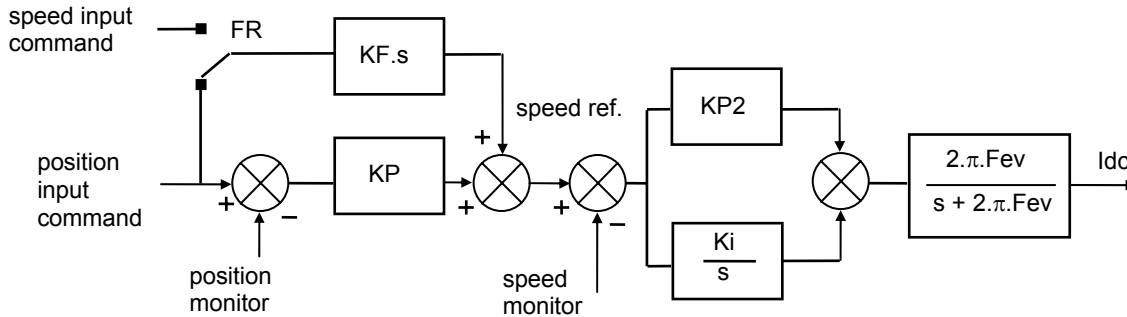 speed input
command
FR
KF.s
speed ref.
KP2
+
+
position
input
command
+
−
KP
+
+
−
2.π.Fev
s + 2.π.Fev
Idc
Ki
s
position
monitor
speed
monitor